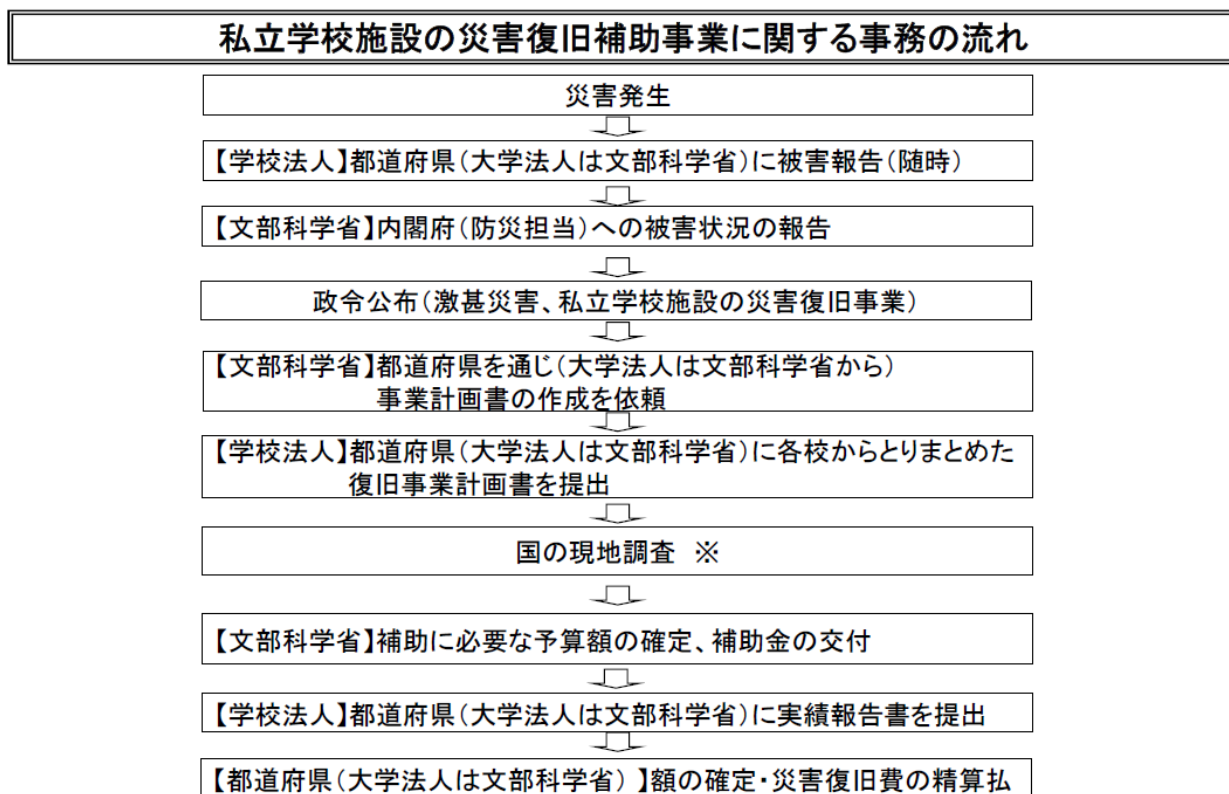 私立学校施設の災害復旧補助事業に関する事務の流れ
災害発生
【学校法人】都道府県(大学法人は文部科学省)に被害報告(随時)
【文部科学省】内閣府(防災担当)への被害状況の報告
政令公布(激甚災害、私立学校施設の災害復旧事業)
【文部科学省】都道府県を通じ(大学法人は文部科学省から)
事業計画書の作成を依頼
【学校法人】都道府県(大学法人は文部科学省)に各校からとりまとめた
復旧事業計画書を提出
国の現地調査 ※
【文部科学省】補助に必要な予算額の確定、補助金の交付
【学校法人】都道府県(大学法人は文部科学省)に実績報告書を提出
【都道府県(大学法人は文部科学省) 】額の確定・災害復旧費の精算払